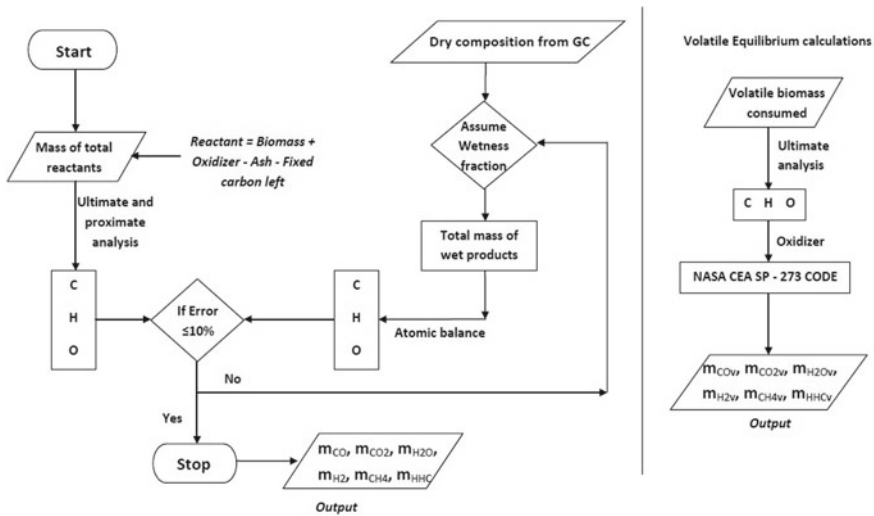 Start
Mass of total
reactants
Reactant = Biomass +
Oxidizer - Ash - Fixed
carbon left
Ultimate and
proximate
analysis
C
H
O
If Error
≤10%
No
Yes
Stop
Dry composition from GC
Assume
Wetness
fraction
Total mass of
wet products
Atomic balance
C
H
O
mCO, mCO2, mH2O,
mH2, mCH4, mHHC
Output
Volatile Equilibrium calculations
Volatile biomass
consumed
Ultimate
analysis
C H O
Oxidizer
NASA CEA SP - 273 CODE
mCOv, mCO2v, mH2Ov,
mH2v, mCH4v, mHHCv
Output